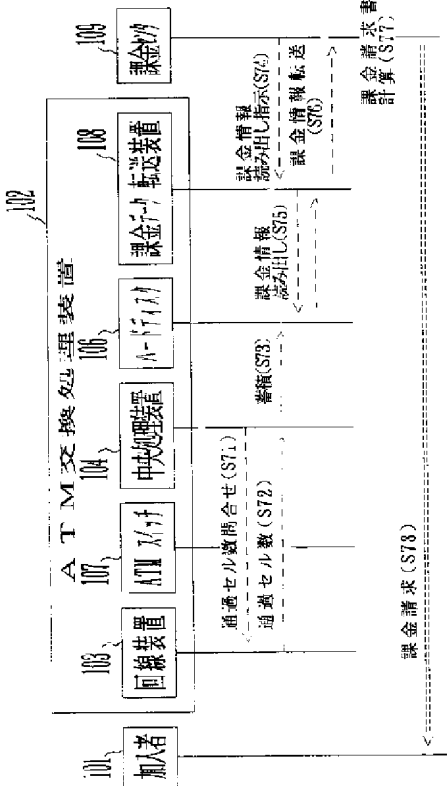 102
ATM交換処理装置
101
加入者
103
回線装置
107
ATMスイッチ
104
中央処理装置
106
ハードディスク
108
課金データ転送装置
109
課金センタ
通過セル数問合せ(S71)
通過セル数(S72)
蓄積(S73)
課金情報
読み出し指示(S74)
課金情報
読み出し(S75)
課金情報転送
(S76)
課金請求書
計算(S77)
課金請求(S78)